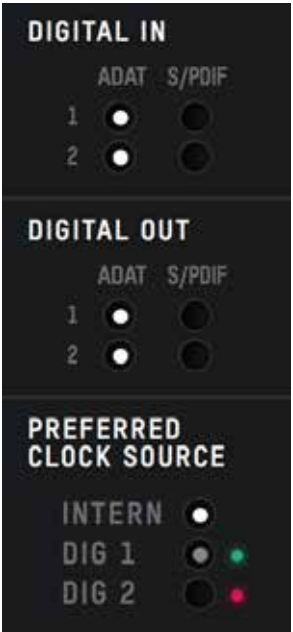 DIGITAL IN
ADAT S/PDIF
1
2
DIGITAL OUT
ADAT S/PDIF
1
2
PREFERRED
CLOCK SOURCE
INTERN
DIG 1
DIG 2